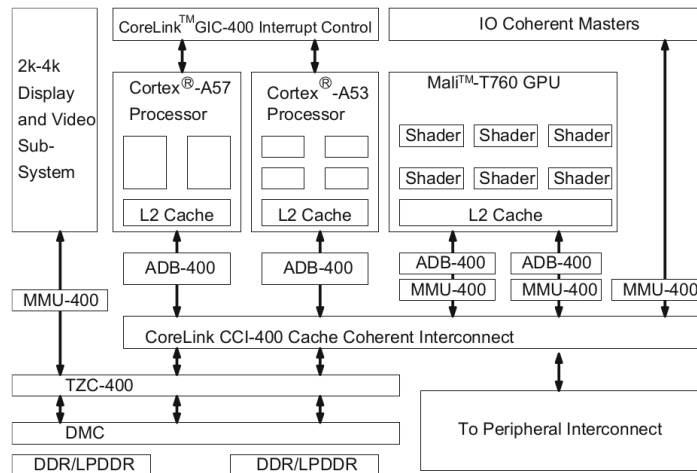 CoreLink™GIC-400 Interrupt Control
IO Coherent Masters
2k-4k
Display
and Video
Sub-
System
Cortex®-A57
Processor
L2 Cache
Cortex®-A53
Processor
L2 Cache
Mali™-T760 GPU
Shader Shader Shader
Shader Shader Shader
L2 Cache
ADB-400
ADB-400
ADB-400
ADB-400
MMU-400
MMU-400
MMU-400
MMU-400
CoreLink CCI-400 Cache Coherent Interconnect
TZC-400
DMC
To Peripheral Interconnect
DDR/LPDDR
DDR/LPDDR